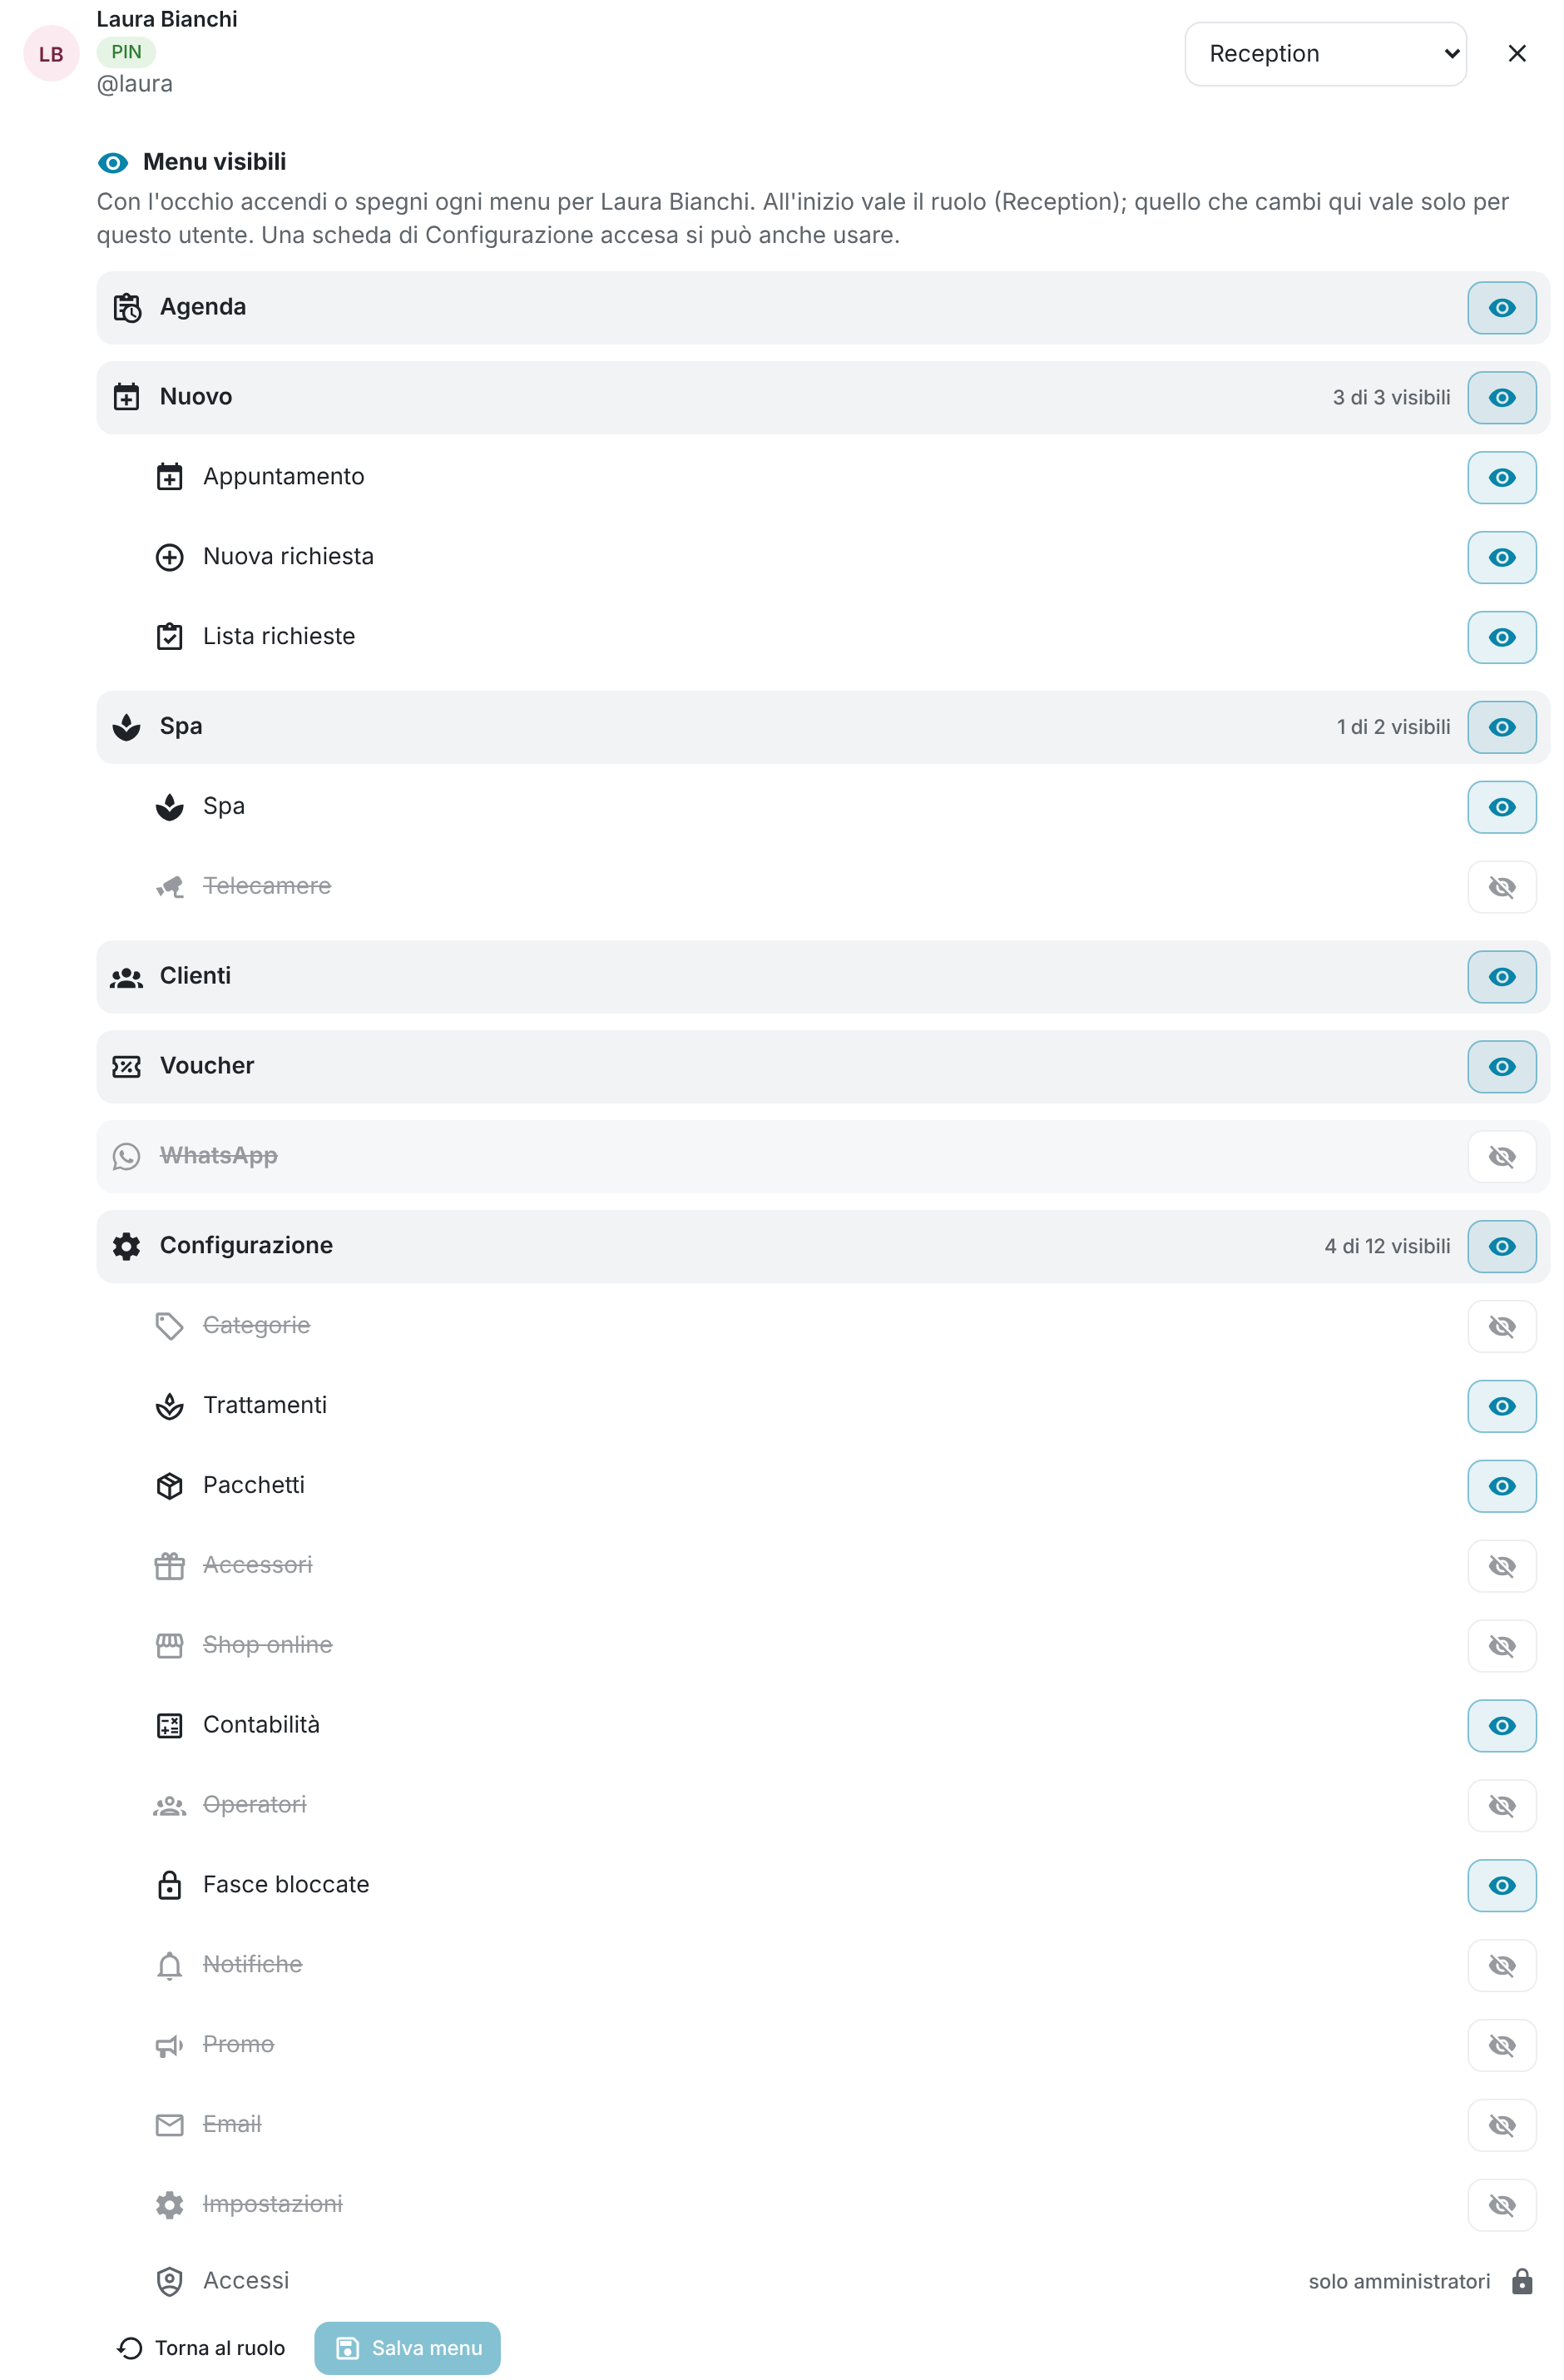 Laura Bianchi
LB
PIN
@laura
Reception
Menu visibili
Con l'occhio accendi o spegni ogni menu per Laura Bianchi. All'inizio vale il ruolo (Reception); quello che cambi qui vale solo per
questo utente. Una scheda di Configurazione accesa si può anche usare.
Agenda
Nuovo 3 di 3 visibili
Appuntamento
Nuova richiesta
Lista richieste
Spa 1 di 2 visibili
Spa
Telecamere
Clienti
Voucher
WhatsApp
Configurazione 4 di 12 visibili
Categorie
Trattamenti
Pacchetti
Accessori
Shop online
Contabilità
Operatori
Fasce bloccate
Notifiche
Promo
Email
Impostazioni
Accessi solo amministratori
Torna al ruolo Salva menu